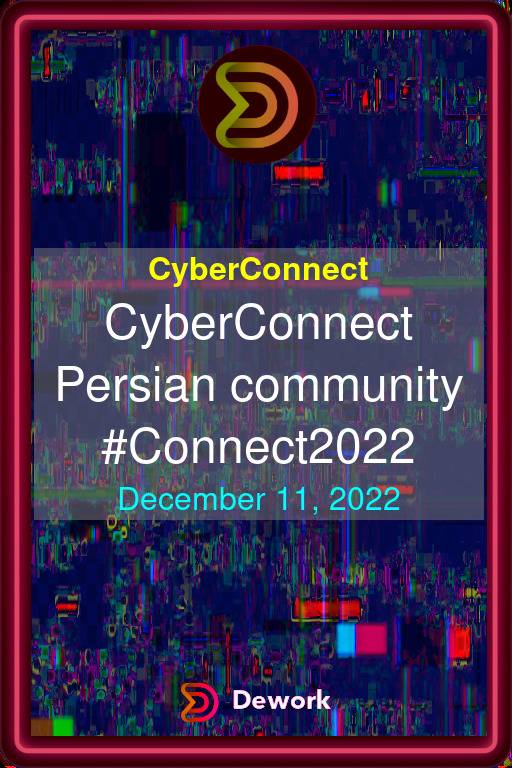 CyberConnect
CyberConnect
Persian community
#Connect2022
December 11, 2022
Dework